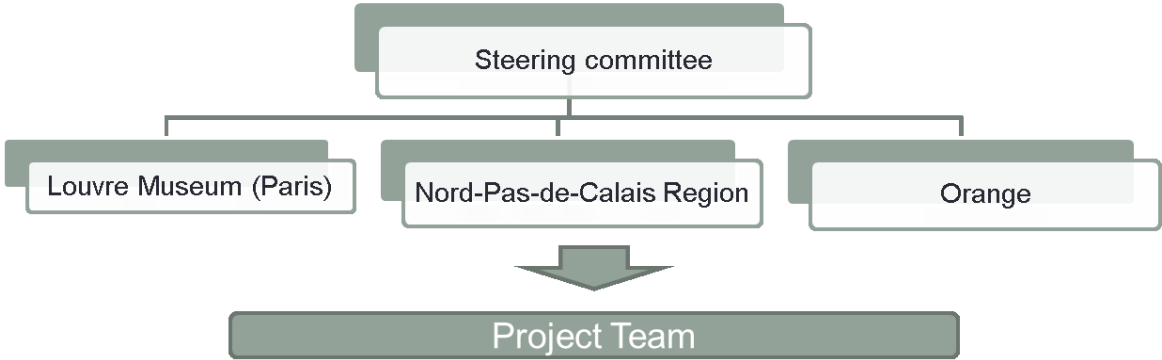 Steering committee
Louvre Museum (Paris)
Nord-Pas-de-Calais Region
Orange
Project Team